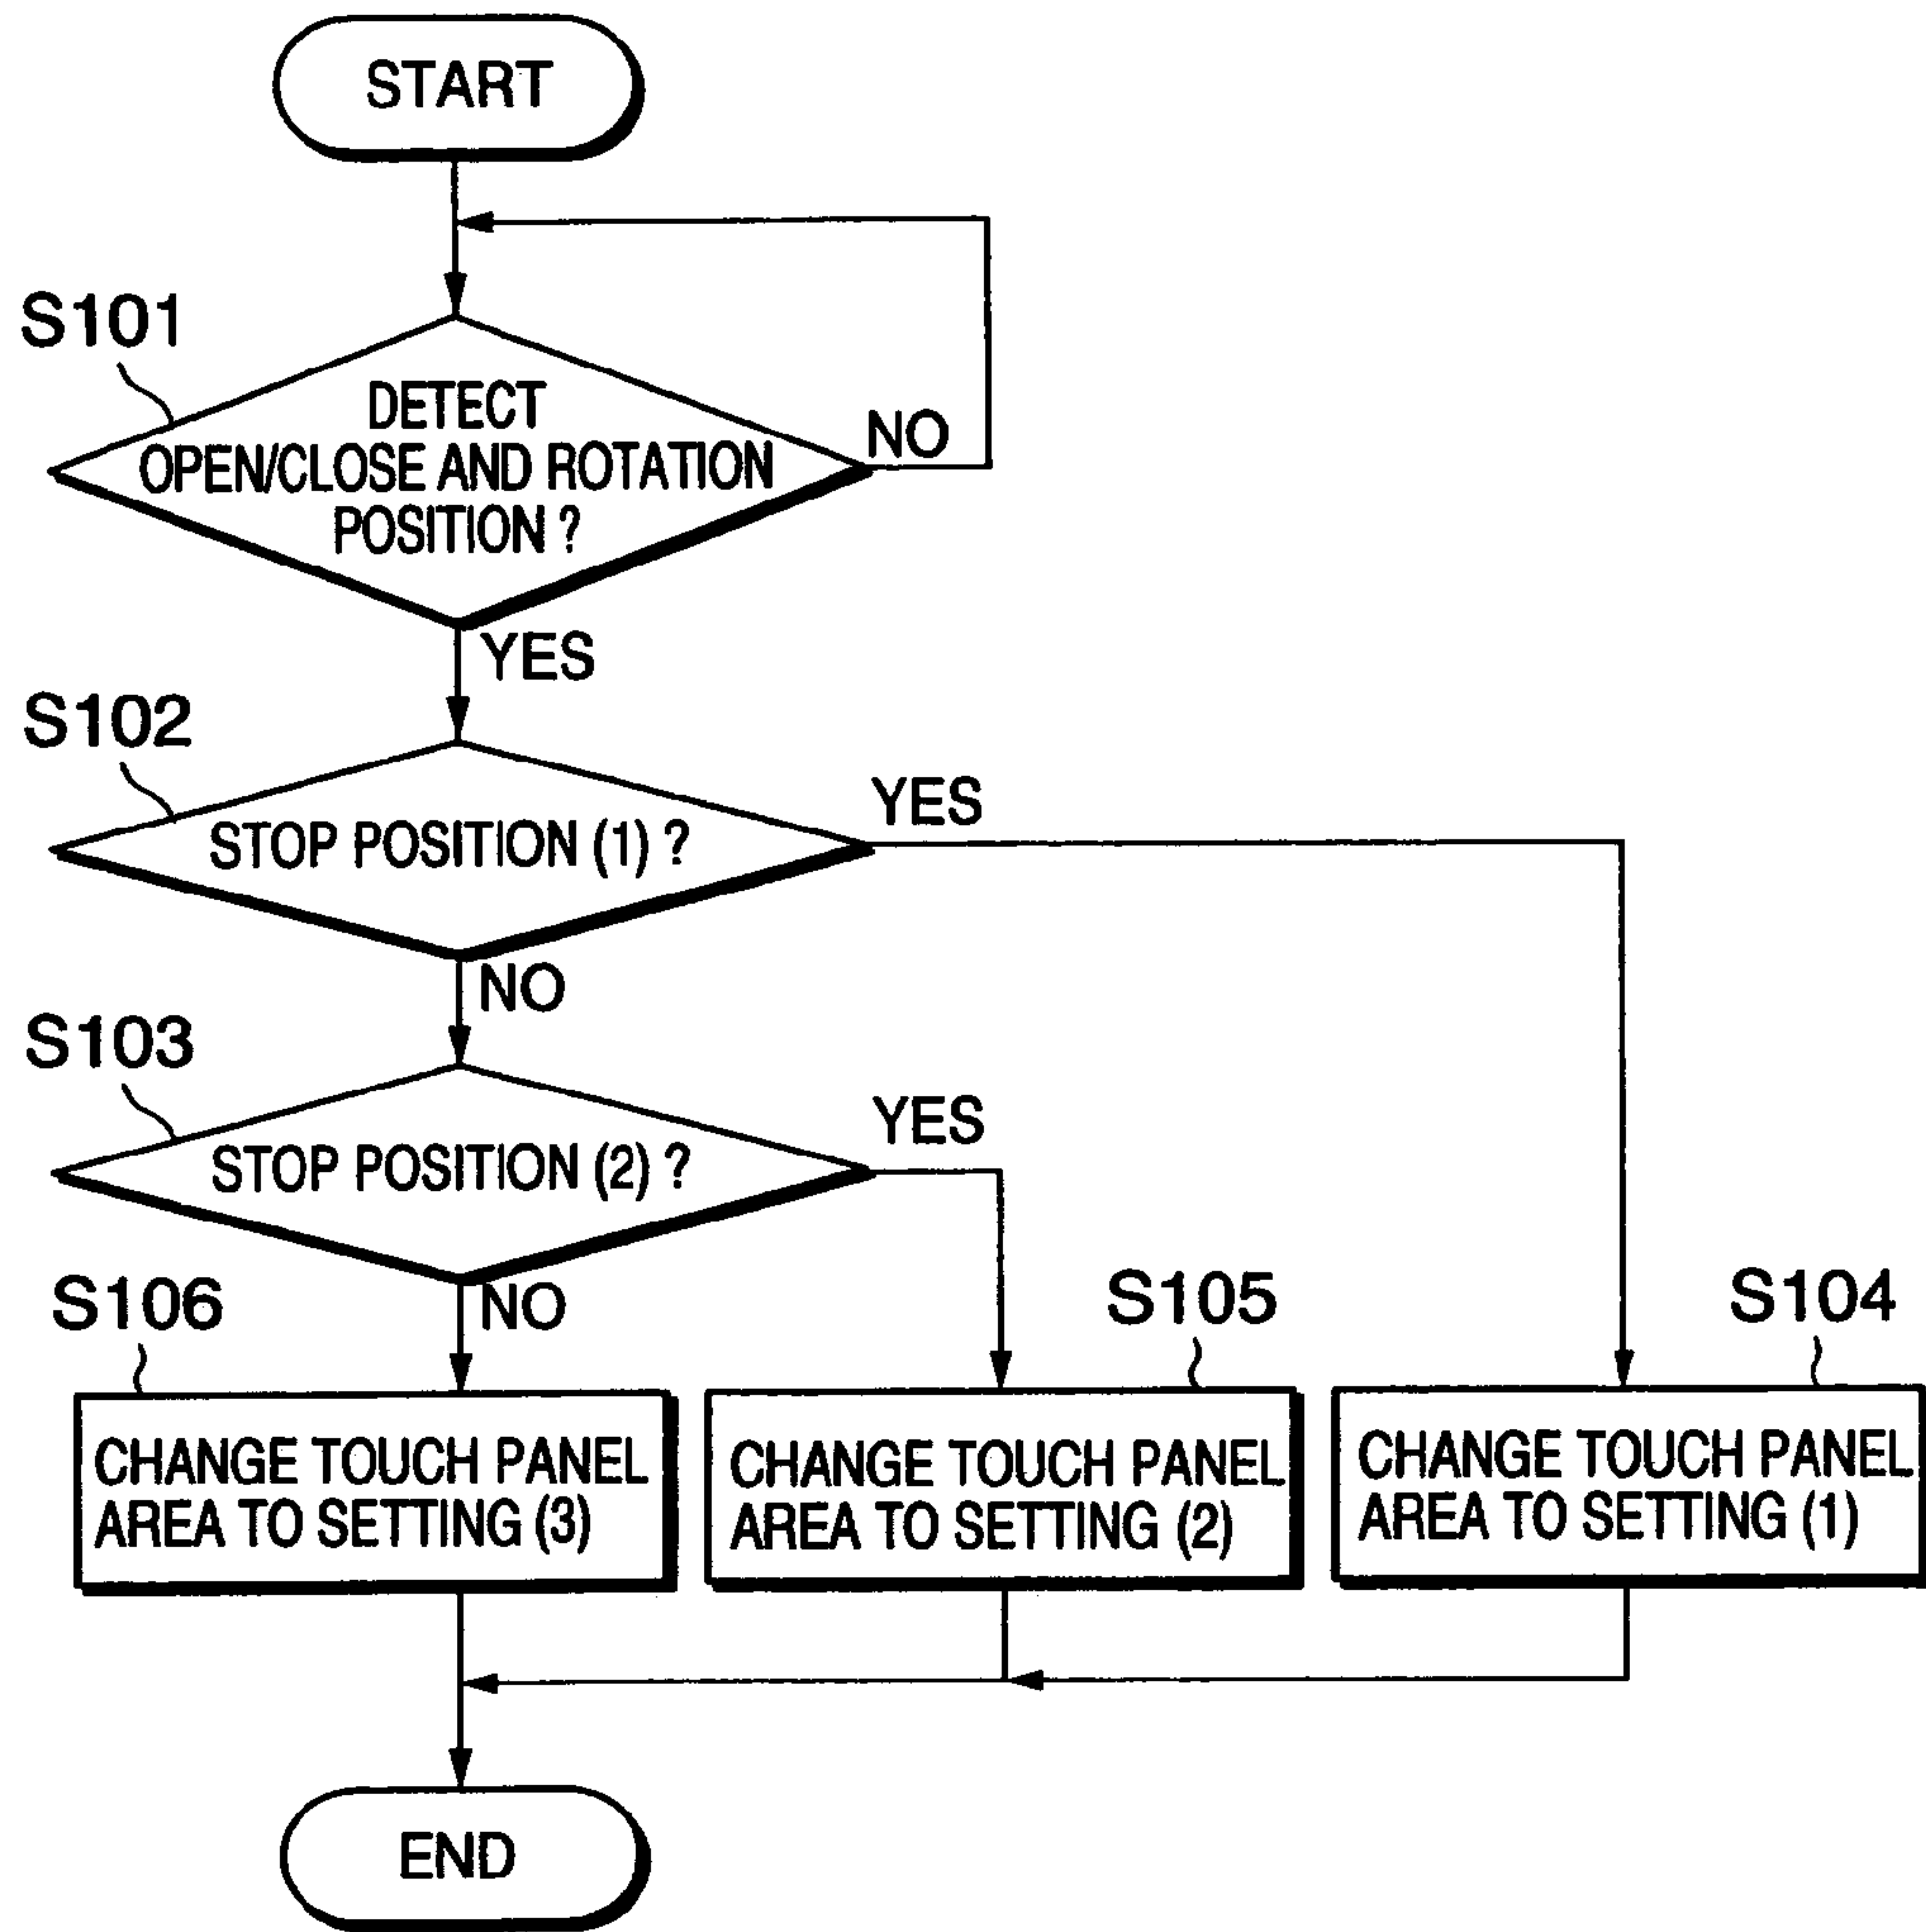 START
S101
DETECT
OPEN/CLOSE AND ROTATION
POSITION ?
NO
YES
S102
STOP POSITION (1) ?
YES
NO
S103
STOP POSITION (2) ?
YES
NO
S106
CHANGE TOUCH PANEL
AREA TO SETTING (3)
S105
CHANGE TOUCH PANEL
AREA TO SETTING (2)
S104
CHANGE TOUCH PANEL
AREA TO SETTING (1)
END